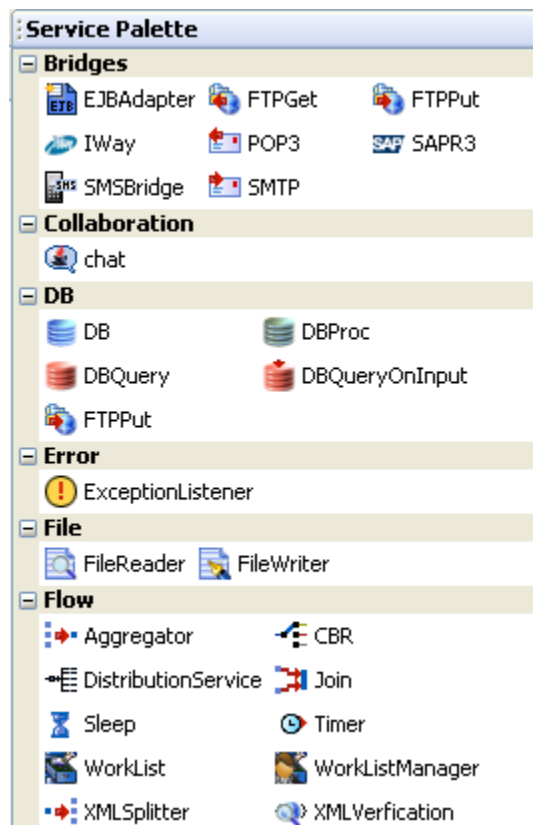 Service Palette
Bridges
EJBAdapter FTPGet FTPPut
IWay POP3 SAPR3
SMSBridge SMTP
Collaboration
chat
DB
DB DBProc
DBQuery DBQueryOnInput
FTPPut
Error
ExceptionListener
File
FileReader FileWriter
Flow
Aggregator CBR
DistributionService Join
Sleep Timer
WorkList WorkListManager
XMLSplitter XMLVerfication